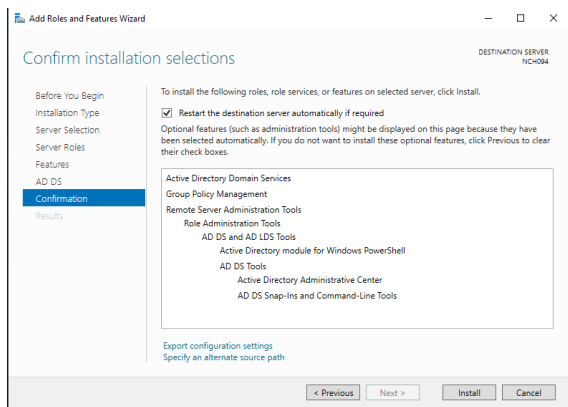 Add Roles and Features Wizard
Confirm installation selections
DESTINATION SERVER
NCH094
Before You Begin
Installation Type
Server Selection
Server Roles
Features
AD DS
Confirmation
Results
To install the following roles, role services, or features on selected server, click Install.
Restart the destination server automatically if required
Optional features (such as administration tools) might be displayed on this page because they have
been selected automatically. If you do not want to install these optional features, click Previous to clear
their check boxes.
Active Directory Domain Services
Group Policy Management
Remote Server Administration Tools
Role Administration Tools
AD DS and AD LDS Tools
Active Directory module for Windows PowerShell
AD DS Tools
Active Directory Administrative Center
AD DS Snap-Ins and Command-Line Tools
Export configuration settings
Specify an alternate source path
< Previous
Next >
Install
Cancel